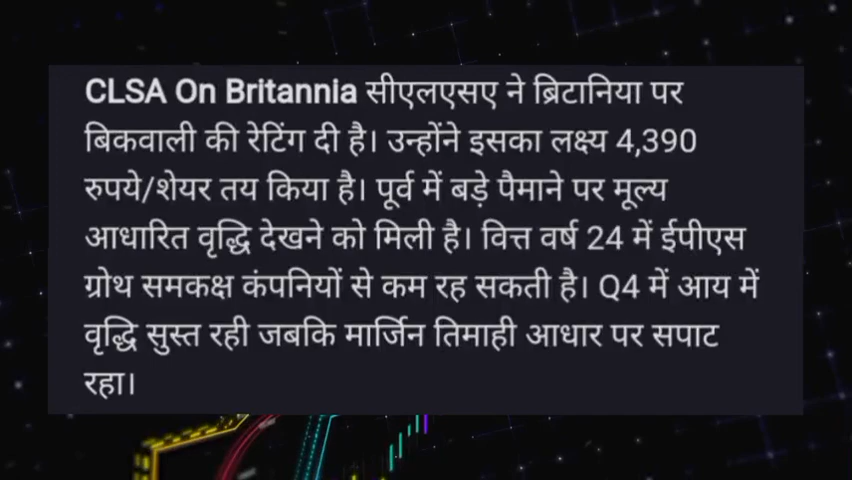 CLSA On Britannia सीएलएसए ने ब्रिटानिया पर
बिकवाली की रेटिंग दी है। उन्होंने इसका लक्ष्य 4,390
रुपये/शेयर तय किया है। पूर्व में बड़े पैमाने पर मूल्य
आधारित वृद्धि देखने को मिली है। वित्त वर्ष 24 में ईपीएस
ग्रोथ समकक्ष कंपनियों से कम रह सकती है। Q4 में आय में
वृद्धि सुस्त रही जबकि मार्जिन तिमाही आधार पर सपाट
रहा।